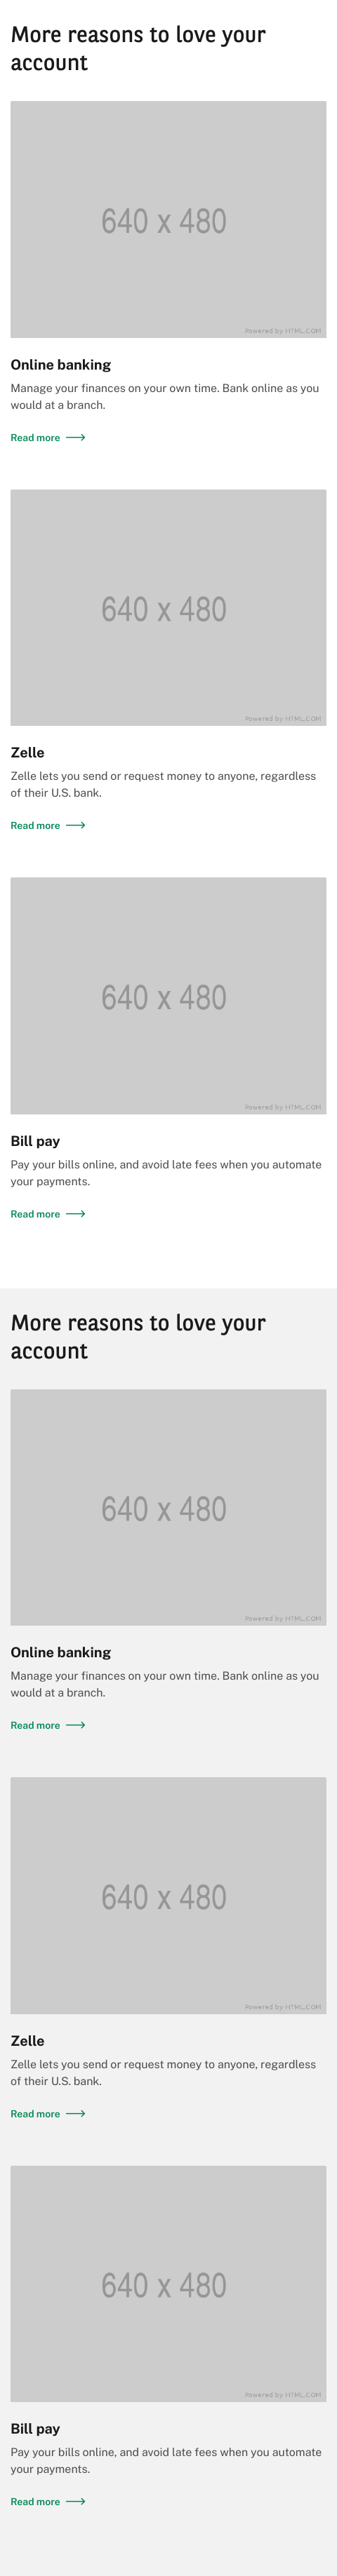 More reasons to love your
account
640 x 480
Powered by HTML.COM
Online banking
Manage your finances on your own time. Bank online as you
would at a branch.
Read more
640 x 480
Powered by HTML.COM
Zelle
Zelle lets you send or request money to anyone, regardless
of their U.S. bank.
Read more
640 x 480
Powered by HTML.COM
Bill pay
Pay your bills online, and avoid late fees when you automate
your payments.
Read more
More reasons to love your
account
640 x 480
Powered by HTML.COM
Online banking
Manage your finances on your own time. Bank online as you
would at a branch.
Read more
640 x 480
Powered by HTML.COM
Zelle
Zelle lets you send or request money to anyone, regardless
of their U.S. bank.
Read more
640 x 480
Powered by HTML.COM
Bill pay
Pay your bills online, and avoid late fees when you automate
your payments.
Read more